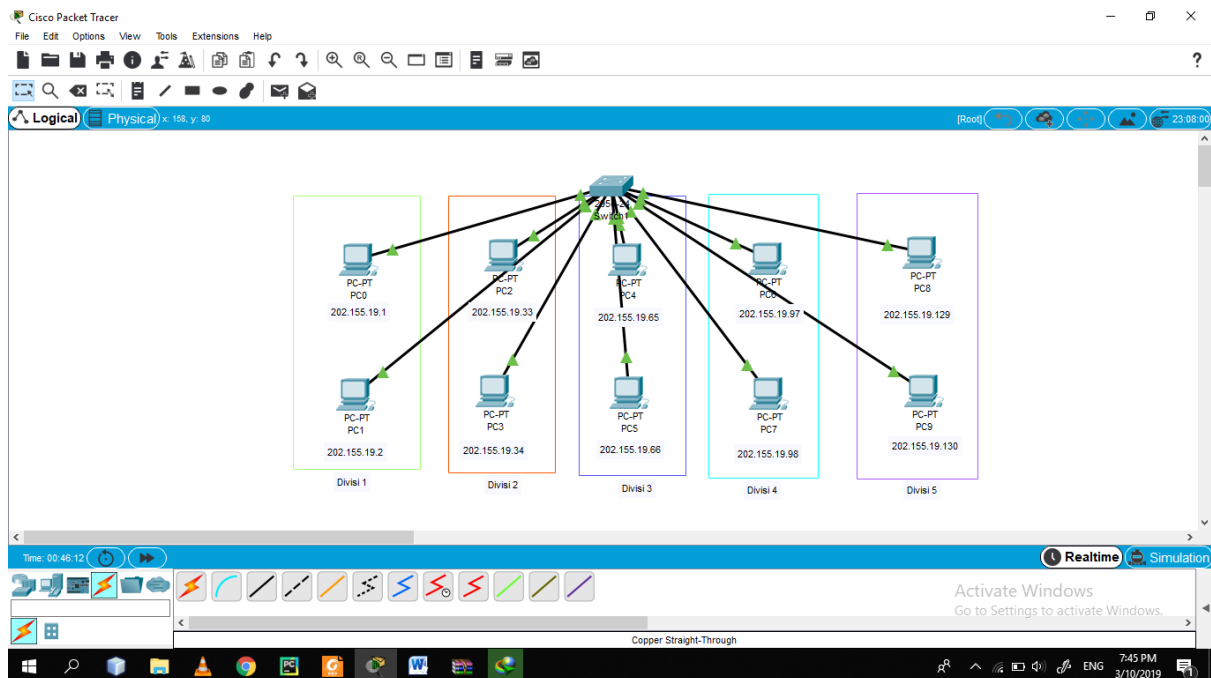 Cisco Packet Tracer
File Edit Options View Tools Extensions Help
?
Logical Physical x: 158, y: 80 [Root] 23:08:00
Switch1
PC-PT
PC0
202.155.19.1
PC-PT
PC2
202.155.19.33
PC-PT
PC4
202.155.19.65
PC-PT
PC6
202.155.19.97
PC-PT
PC8
202.155.19.129
PC-PT
PC1
202.155.19.2
PC-PT
PC3
202.155.19.34
PC-PT
PC5
202.155.19.66
PC-PT
PC7
202.155.19.98
PC-PT
PC9
202.155.19.130
Divisi 1
Divisi 2
Divisi 3
Divisi 4
Divisi 5
Time: 00:46:12 Realtime Simulation
Activate Windows
Go to Settings to activate Windows.
Copper Straight-Through
ENG 7:45 PM
3/10/2019